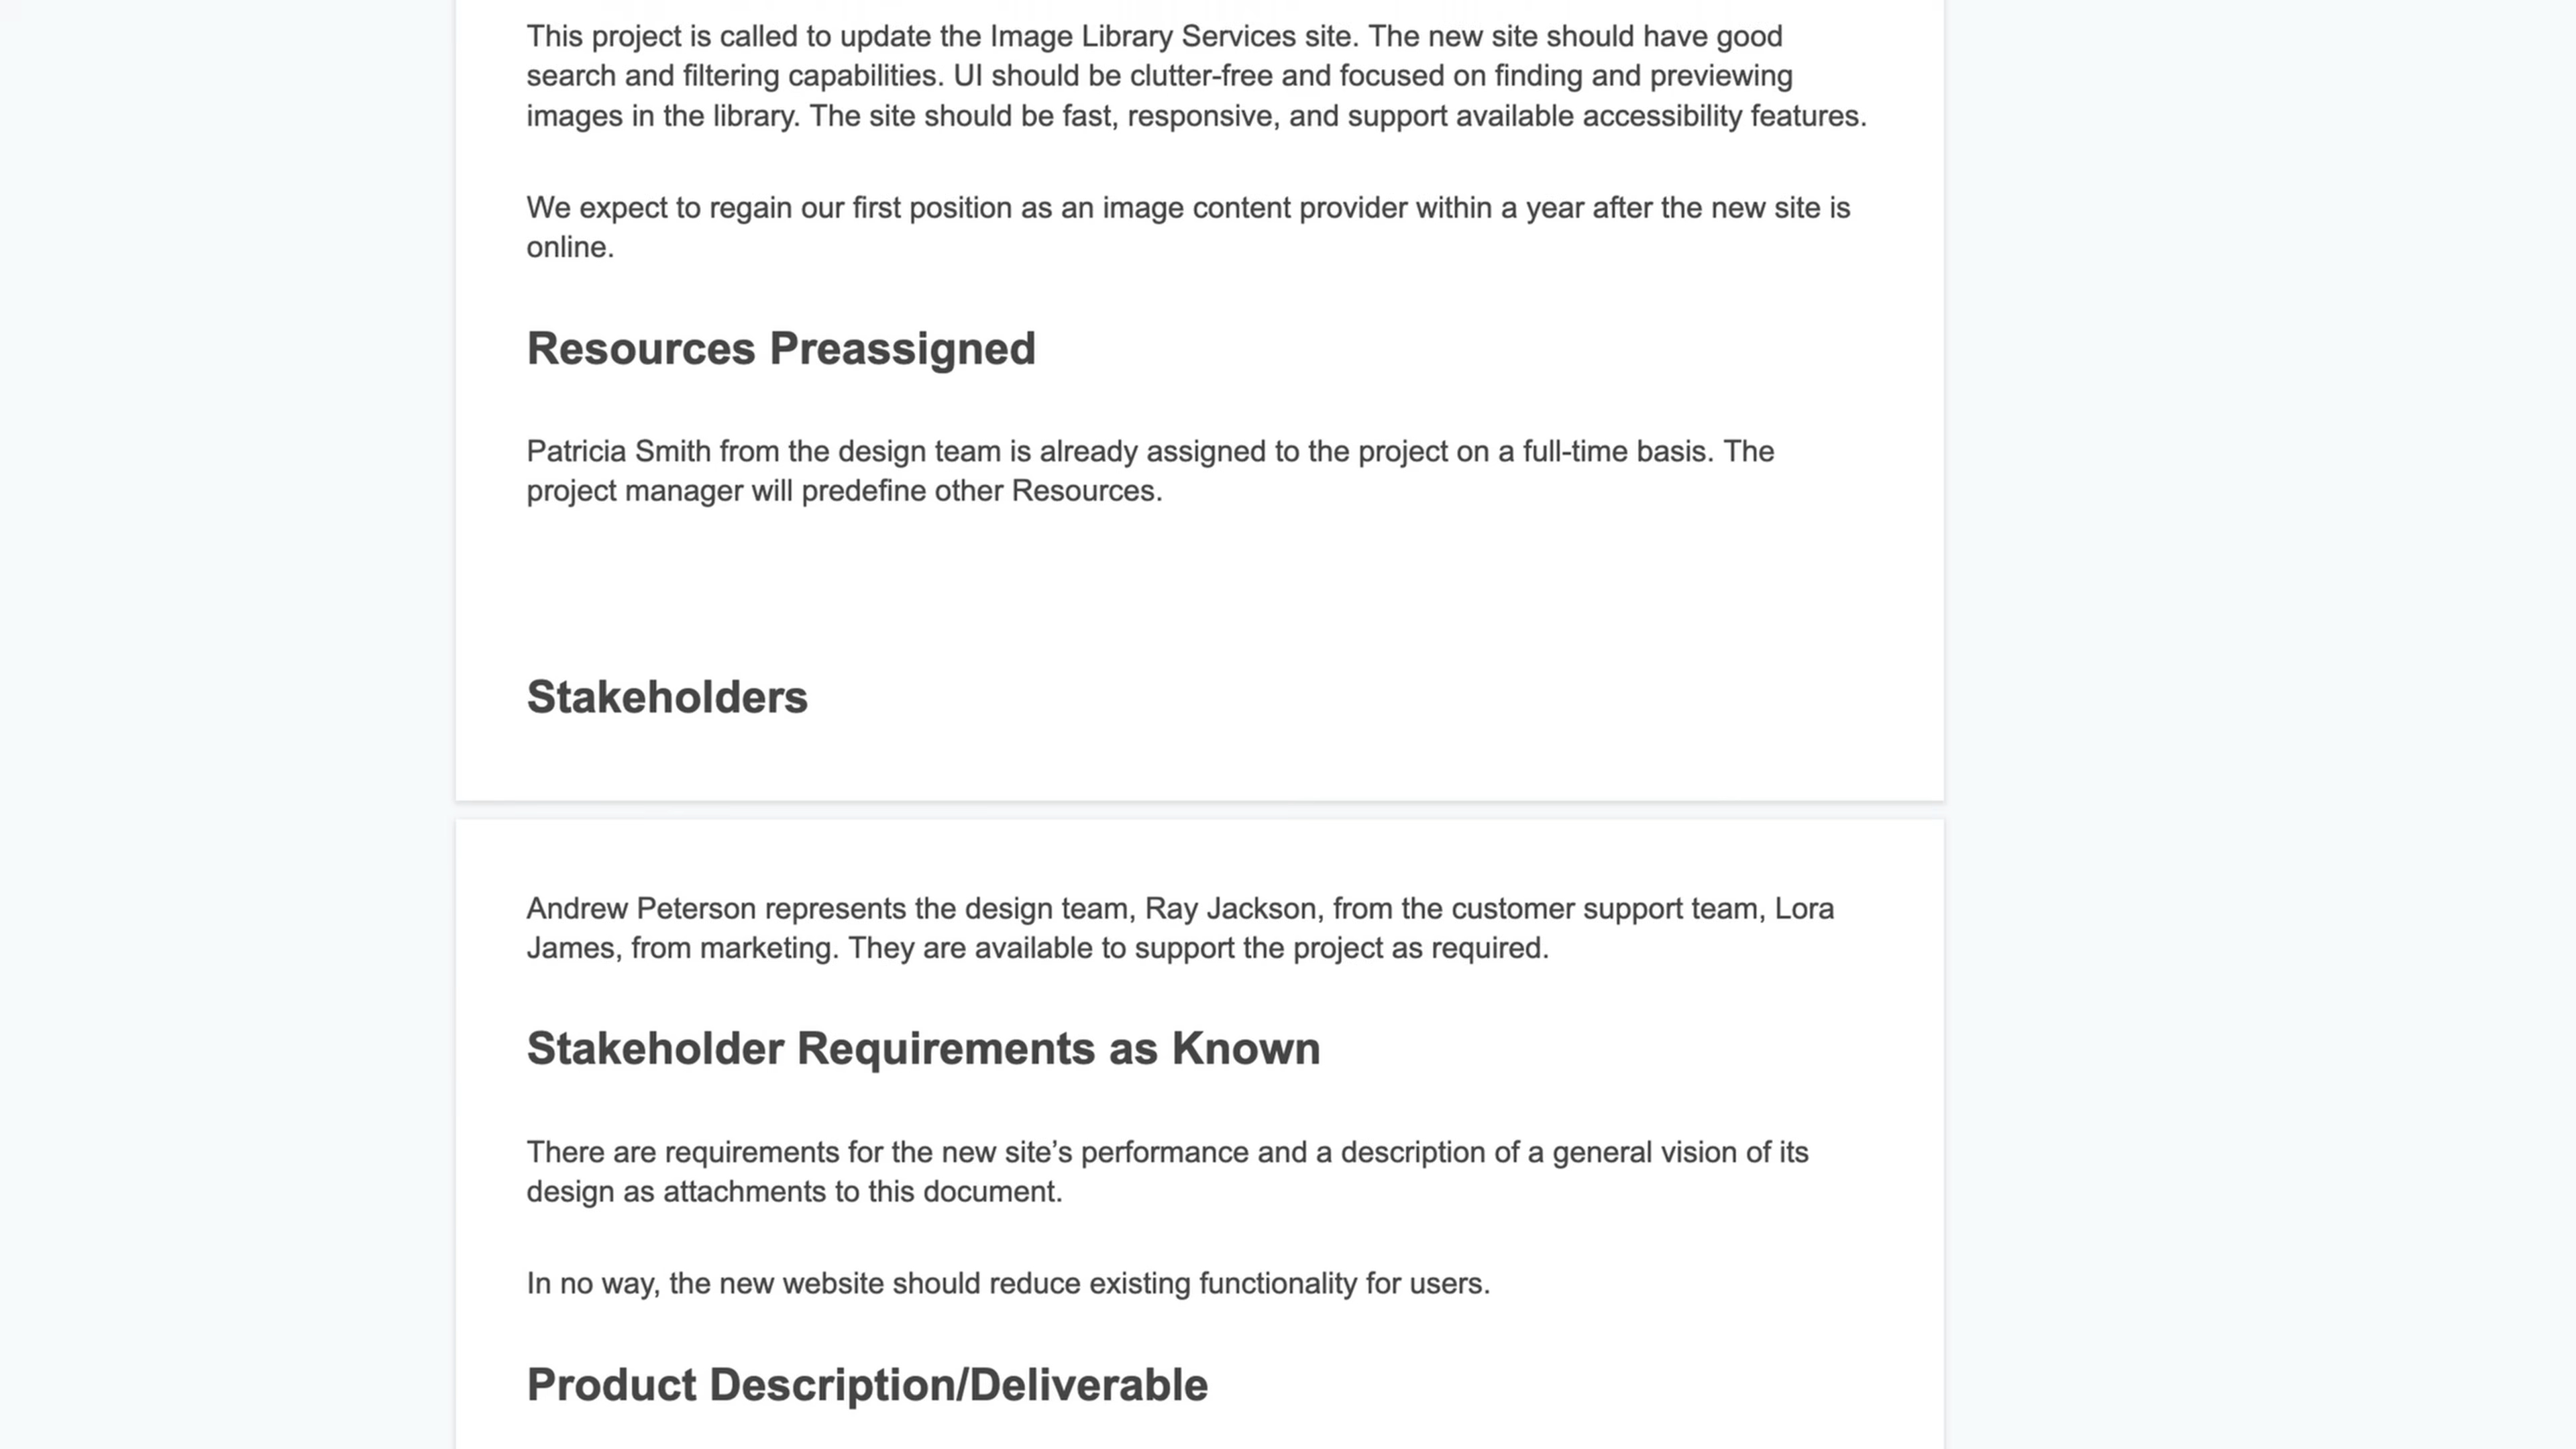 This project is called to update the Image Library Services site. The new site should have good
search and filtering capabilities. UI should be clutter-free and focused on finding and previewing
images in the library. The site should be fast, responsive, and support available accessibility features.
We expect to regain our first position as an image content provider within a year after the new site is
online.
Resources Preassigned
Patricia Smith from the design team is already assigned to the project on a full-time basis. The
project manager will predefine other Resources.
Stakeholders
Andrew Peterson represents the design team, Ray Jackson, from the customer support team, Lora
James, from marketing. They are available to support the project as required.
Stakeholder Requirements as Known
There are requirements for the new site’s performance and a description of a general vision of its
design as attachments to this document.
In no way, the new website should reduce existing functionality for users.
Product Description/Deliverable